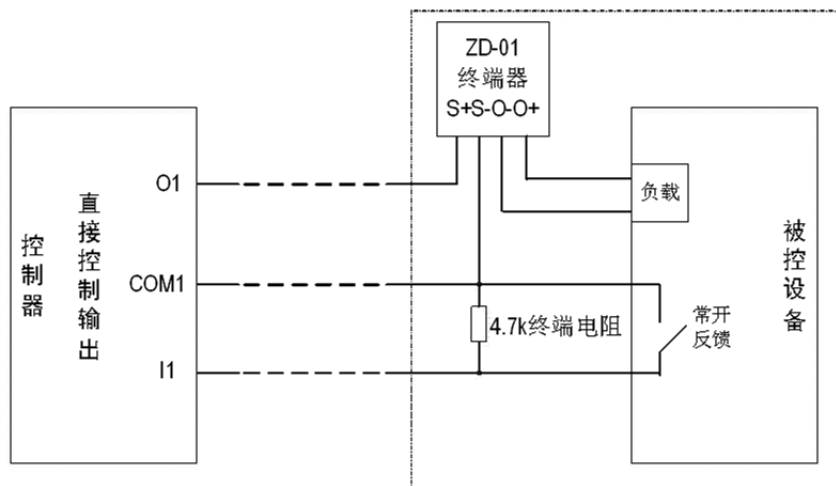 ZD-01
终端器
S+S-O-O+
O1
负载
直接控制输出
控制器
被控设备
COM1
4.7k终端电阻
常开
反馈
I1